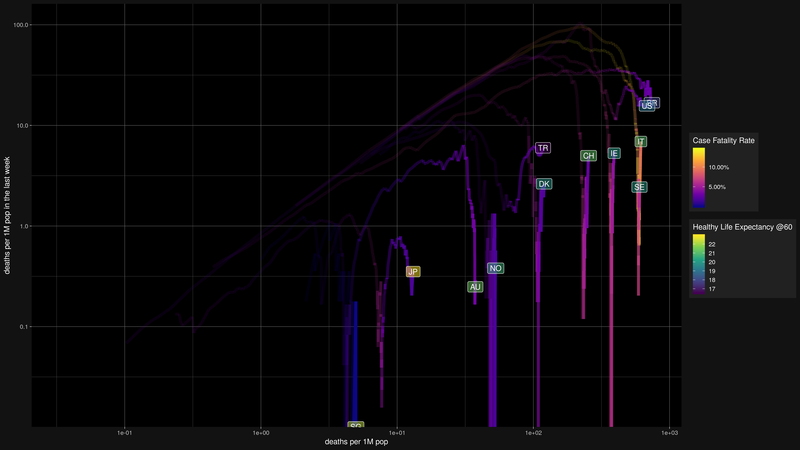 100.0
10.0
1.0
0.1
deaths per 1M pop in the last week
1e-01
1e+00
1e+01
1e+02
1e+03
deaths per 1M pop
US
IT
TR
CH
IE
DK
SE
NO
JP
AU
SG
Case Fatality Rate
10.00%
5.00%
Healthy Life Expectancy @60
22
21
20
19
18
17